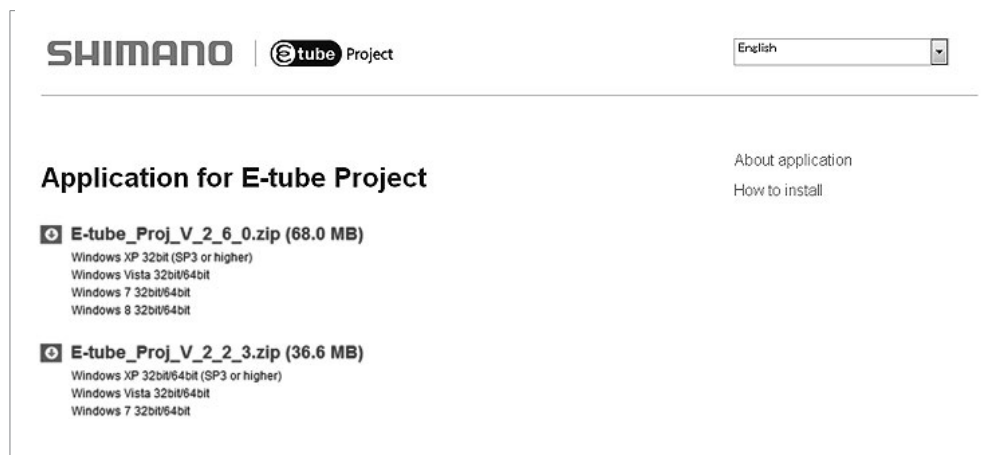 SHIMANO
Etube Project
English
About application
How to install
Application for E-tube Project
E-tube_Proj_V_2_6_0.zip (68.0 MB)
Windows XP 32bit (SP3 or higher)
Windows Vista 32bit/64bit
Windows 7 32bit/64bit
Windows 8 32bit/64bit
E-tube_Proj_V_2_2_3.zip (36.6 MB)
Windows XP 32bit/64bit (SP3 or higher)
Windows Vista 32bit/64bit
Windows 7 32bit/64bit